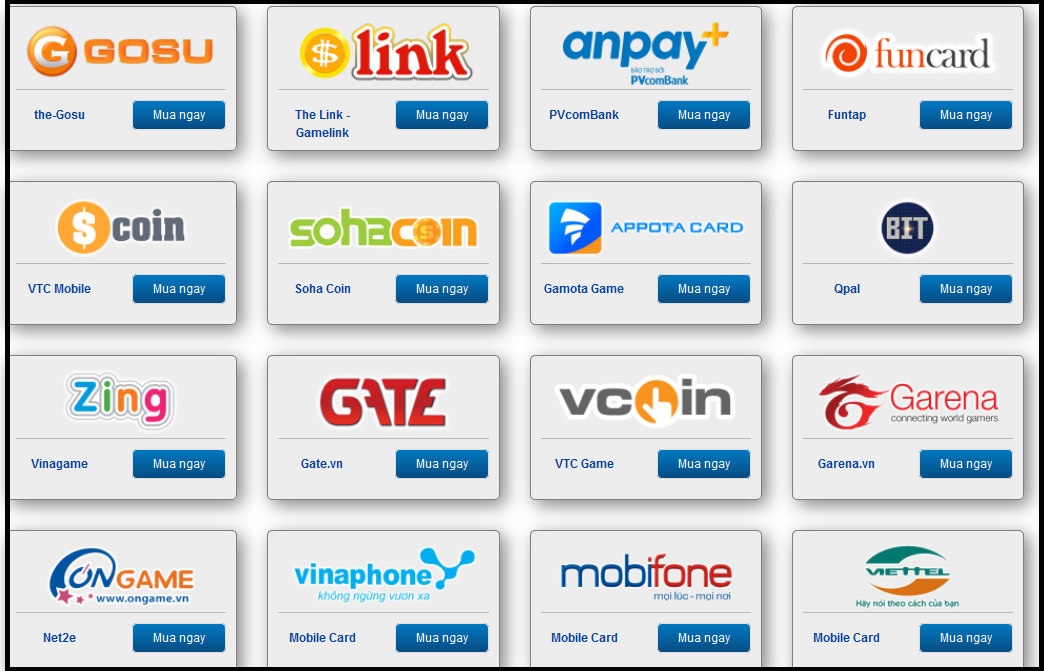 GOSU
the-Gosu
Mua ngay
link
The Link -
Gamelink
Mua ngay
anpay+
BẢO TRỢ BỞI
PVcomBank
PVcomBank
Mua ngay
funcard
Funtap
Mua ngay
$coin
VTC Mobile
Mua ngay
sohacoin
Soha Coin
Mua ngay
APPOTA CARD
Gamota Game
Mua ngay
BIT
Qpal
Mua ngay
Zing
Vinagame
Mua ngay
GATE
Gate.vn
Mua ngay
vcoin
VTC Game
Mua ngay
Garena
connecting world gamers
Garena.vn
Mua ngay
ONGAME
www.ongame.vn
Net2e
Mua ngay
vinaphone
không ngừng vươn xa
Mobile Card
Mua ngay
mobifone
mọi lúc - mọi nơi
Mobile Card
Mua ngay
VIETTEL
Hãy nói theo cách của bạn
Mobile Card
Mua ngay